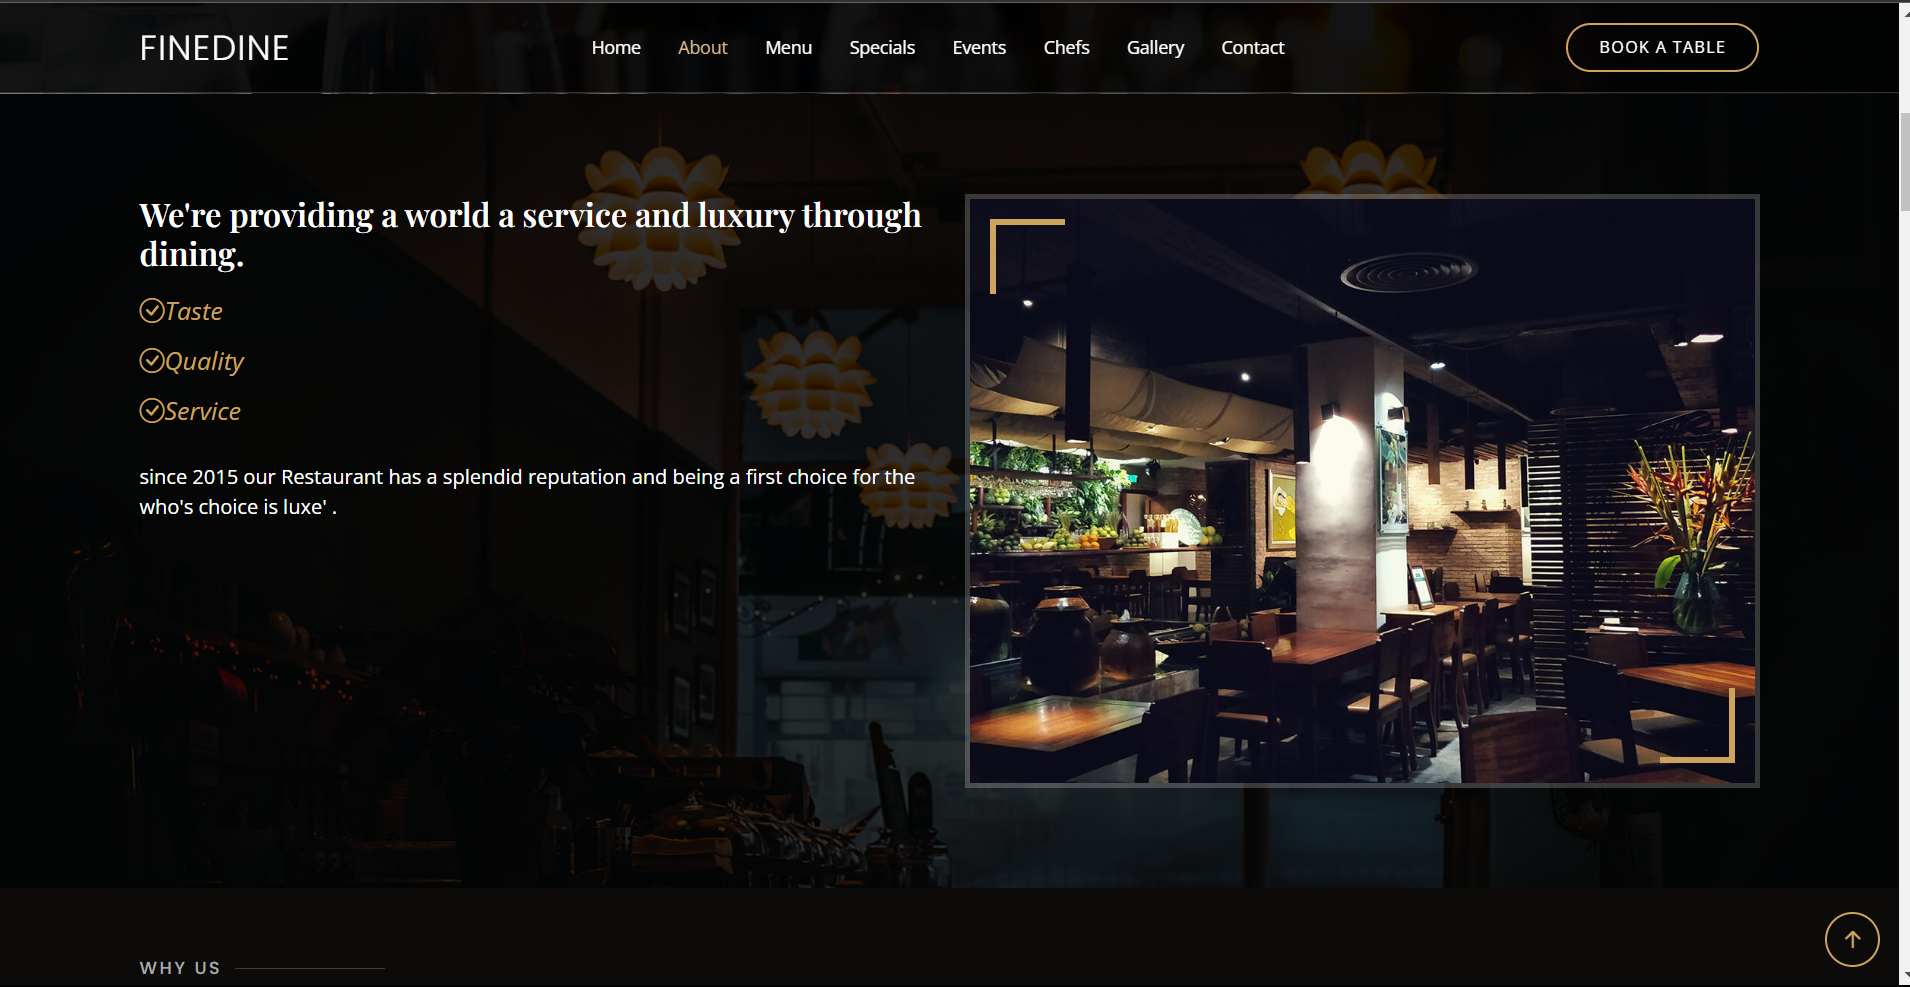 FINEDINE
Home About Menu Specials Events Chefs Gallery Contact
BOOK A TABLE
We're providing a world a service and luxury through
dining.
Taste
Quality
Service
since 2015 our Restaurant has a splendid reputation and being a first choice for the
who's choice is luxe' .
WHY US